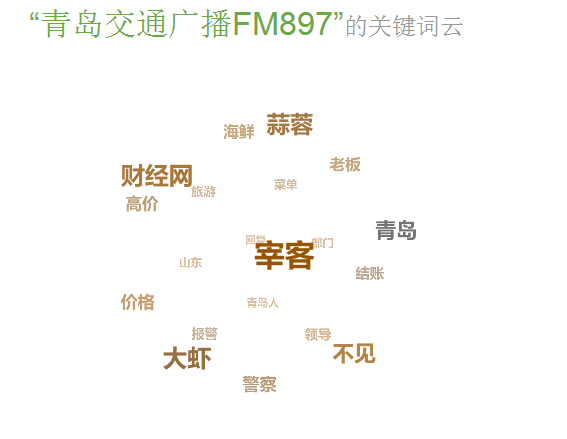 “青岛交通广播FM897”的关键词云
海鲜 蒜蓉
老板
财经网 旅游 菜单
高价
青岛
部门
宰客
山东
结账
价格 青岛人
报警 领导
大虾 不见
警察